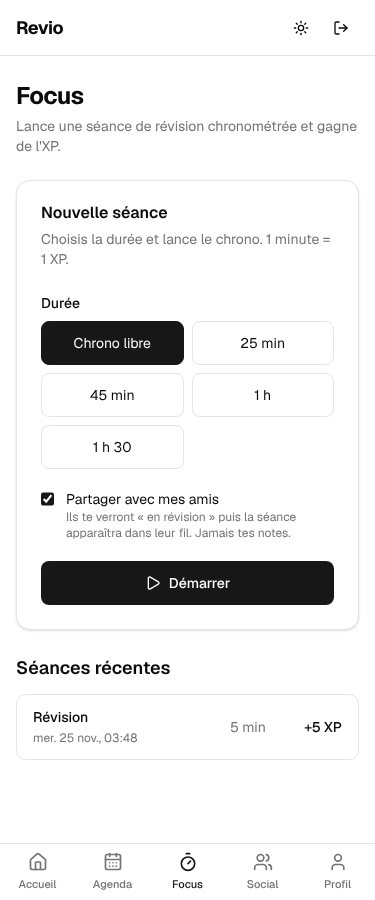 Revio
Focus
Lance une séance de révision chronométrée et gagne
de l'XP.
Nouvelle séance
Choisis la durée et lance le chrono. 1 minute =
1 XP.
Durée
Chrono libre
25 min
45 min
1 h
1 h 30
Partager avec mes amis
Ils te verront « en révision » puis la séance
apparaîtra dans leur fil. Jamais tes notes.
Démarrer
Séances récentes
Révision
mer. 25 nov., 03:48
5 min
+5 XP
Accueil
Agenda
Focus
Social
Profil